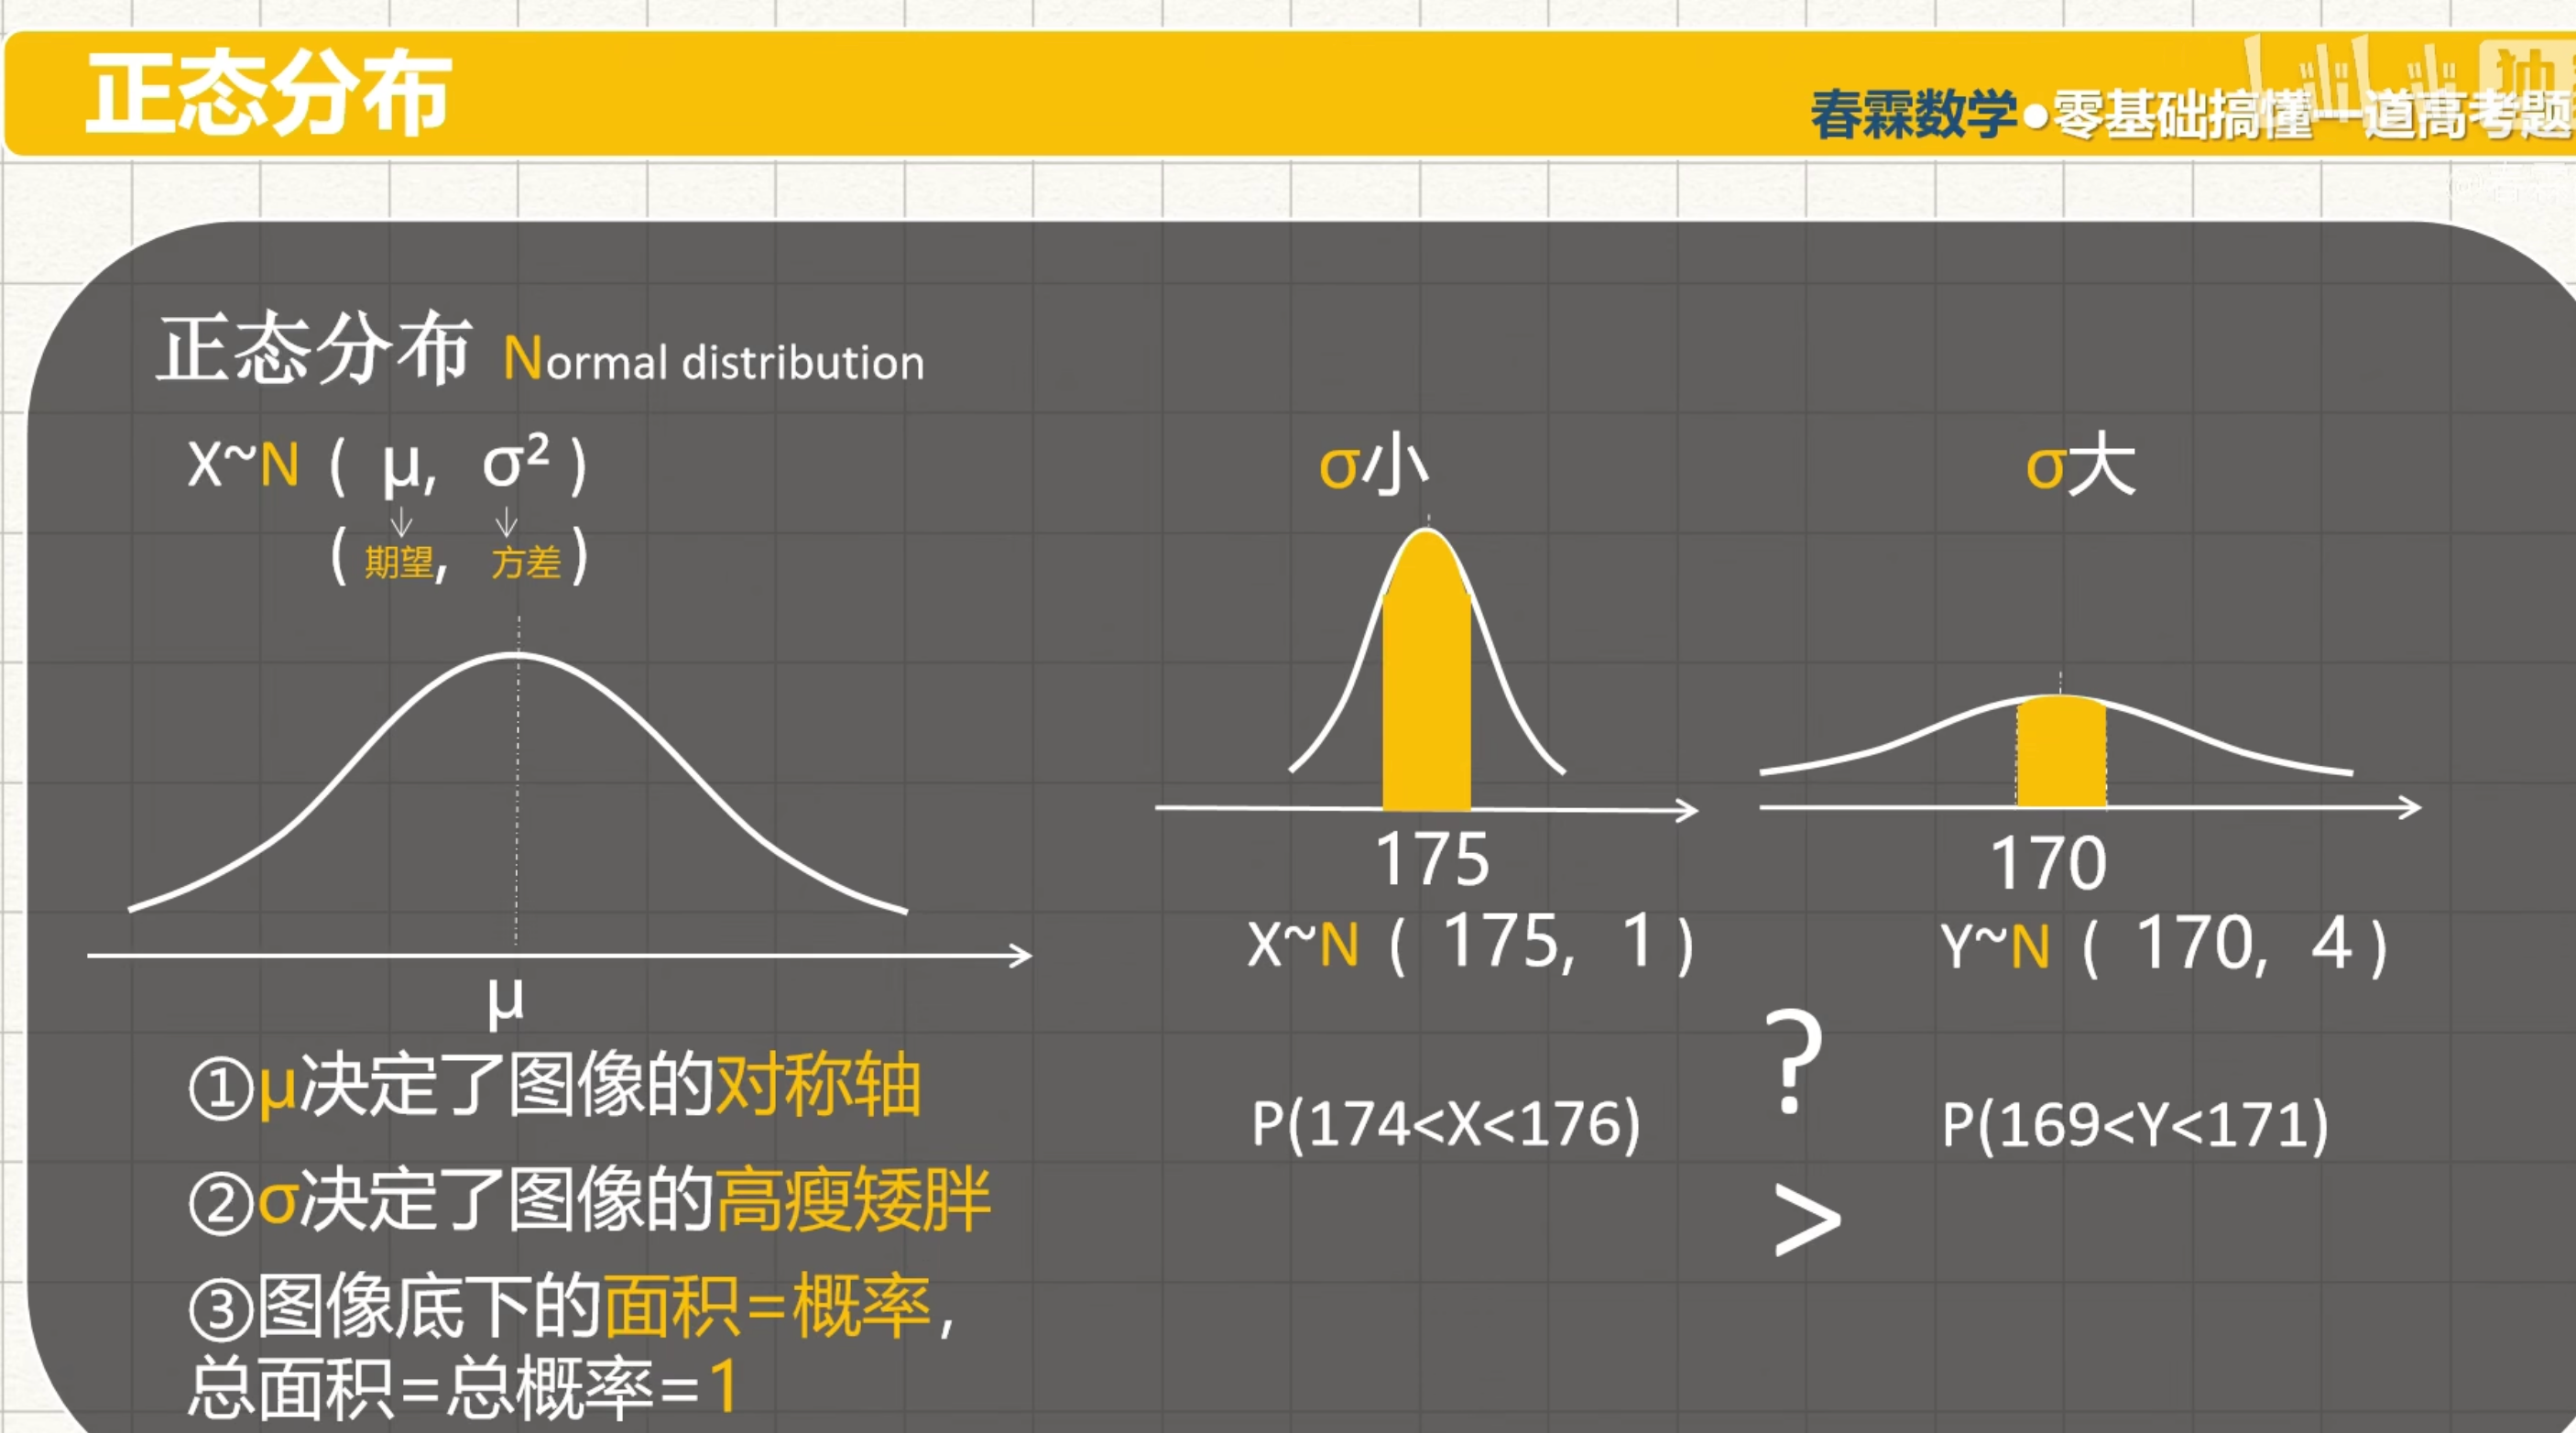 正态分布
春霖数学•零基础搞懂一道高考题
正态分布 Normal distribution
X~N ( μ, σ² )
( 期望, 方差 )
μ
①μ决定了图像的对称轴
②σ决定了图像的高瘦矮胖
③图像底下的面积=概率,
总面积=总概率=1
σ小
175
X~N ( 175, 1 )
P(174<X<176)
?
>
σ大
170
Y~N ( 170, 4 )
P(169<Y<171)